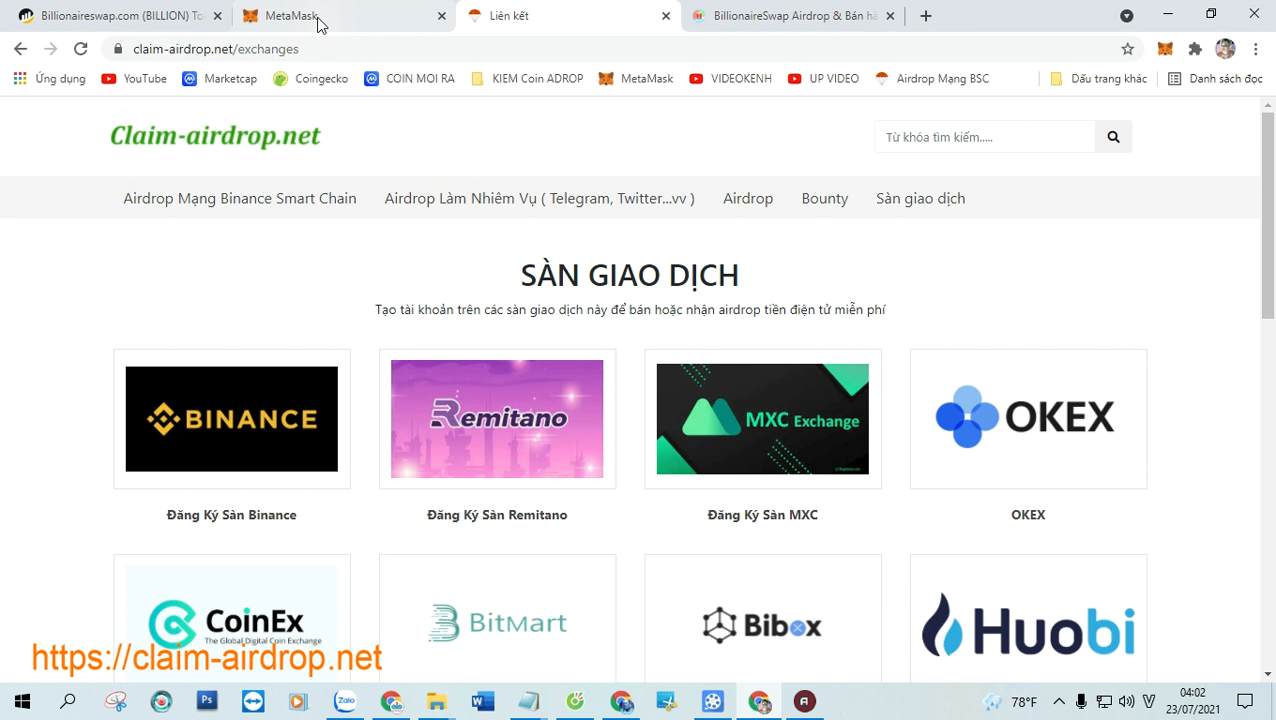 Billionaireswap.com (BILLION) To
MetaMask
Liên kết
BillionaireSwap Airdrop & Bán hà
claim-airdrop.net/exchanges
Ứng dụng
YouTube
Marketcap
Coingecko
COIN MOI RA
KIEM Coin ADROP
MetaMask
VIDEOKENH
UP VIDEO
Airdrop Mạng BSC
Dấu trang khác
Danh sách đọc
Claim-airdrop.net
Từ khóa tìm kiếm.....
Airdrop Mạng Binance Smart Chain
Airdrop Làm Nhiêm Vụ ( Telegram, Twitter...vv )
Airdrop
Bounty
Sàn giao dịch
SÀN GIAO DỊCH
Tạo tài khoản trên các sàn giao dịch này để bán hoặc nhận airdrop tiền điện tử miễn phí
BINANCE
Remitano
MXC Exchange
OKEX
Đăng Ký Sàn Binance
Đăng Ký Sàn Remitano
Đăng Ký Sàn MXC
OKEX
CoinEx
The Global Digital Coin Exchange
BitMart
Bibox
Huobi
https://claim-airdrop.net
Ps
Zalo
W
A
78°F
V
04:02
23/07/2021